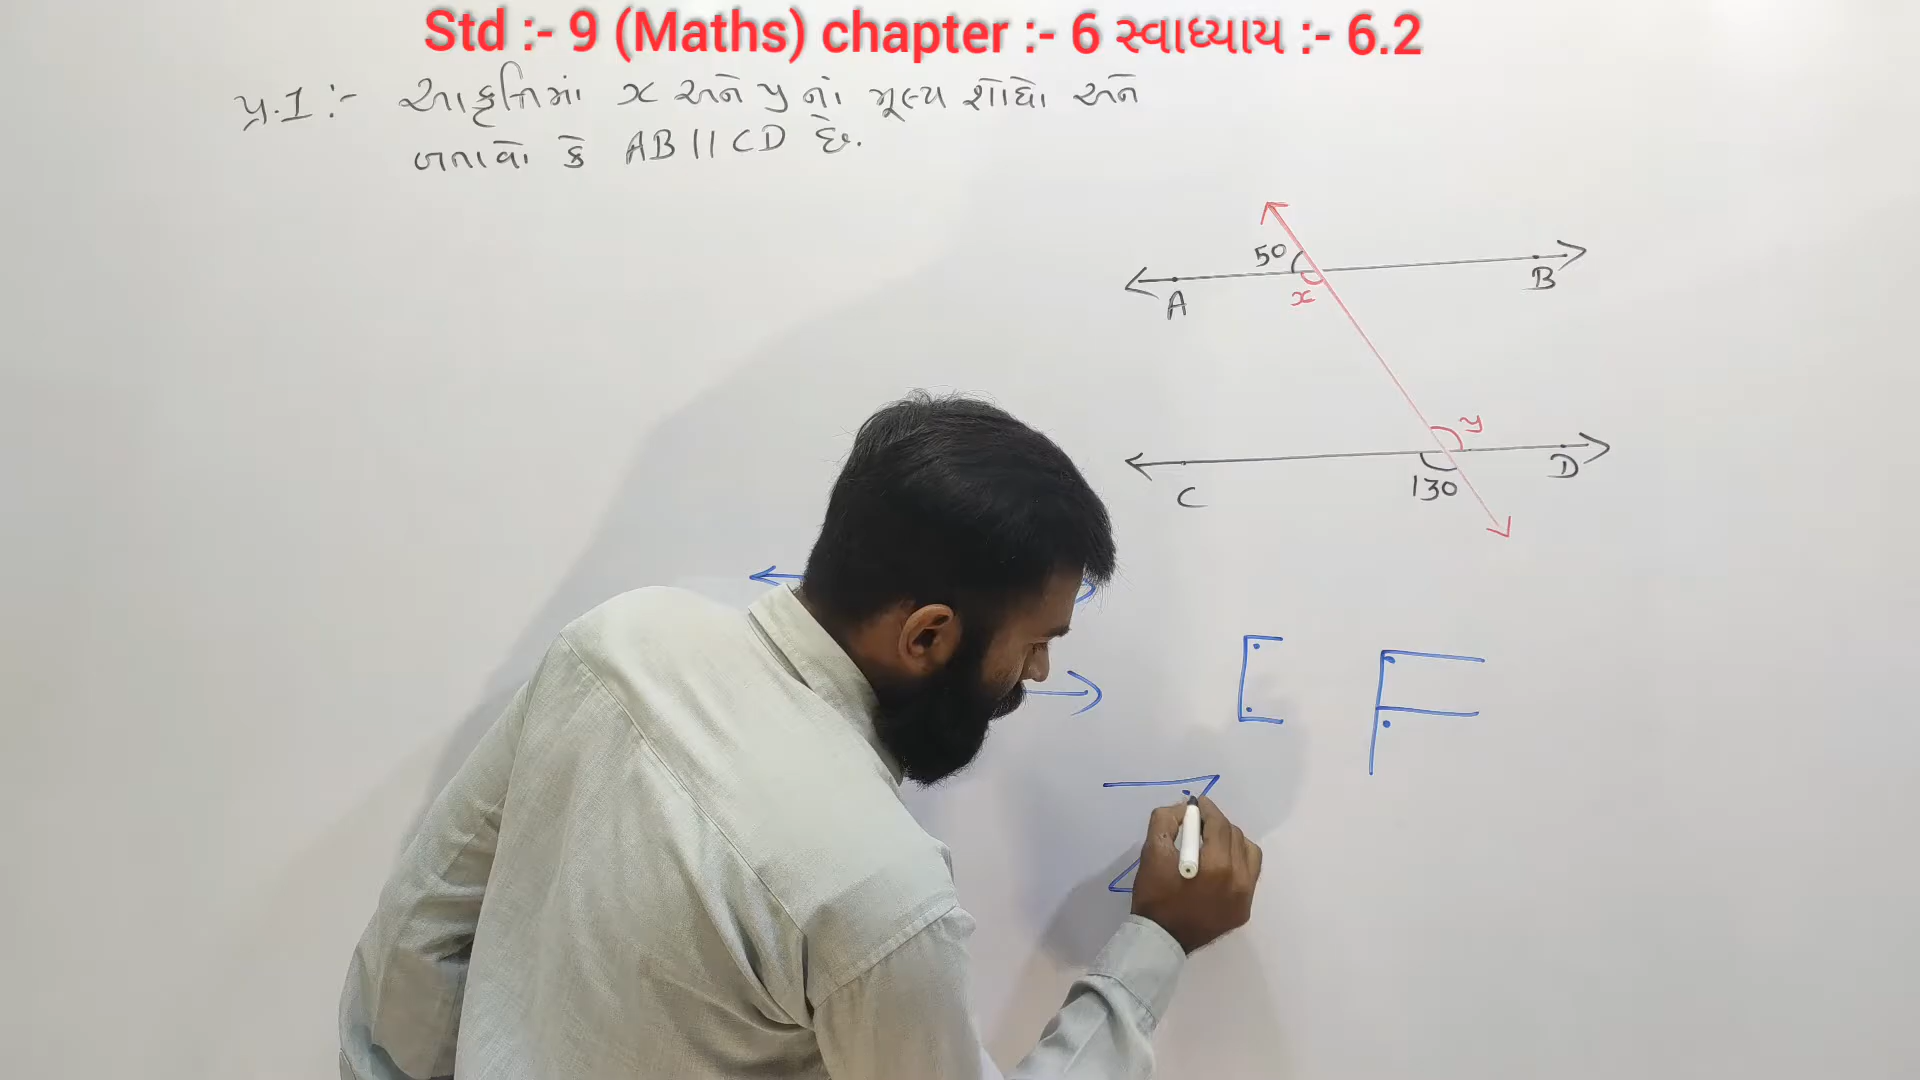 Std :- 9 (Maths) chapter :- 6 સ્વાધ્યાય :- 6.2
પ્ર.1 :- આકૃતિમાં x અને y નાં મૂલ્ય શોધો અને
બતાવો કે AB || CD છે.
50
x
A
B
y
C
130
D